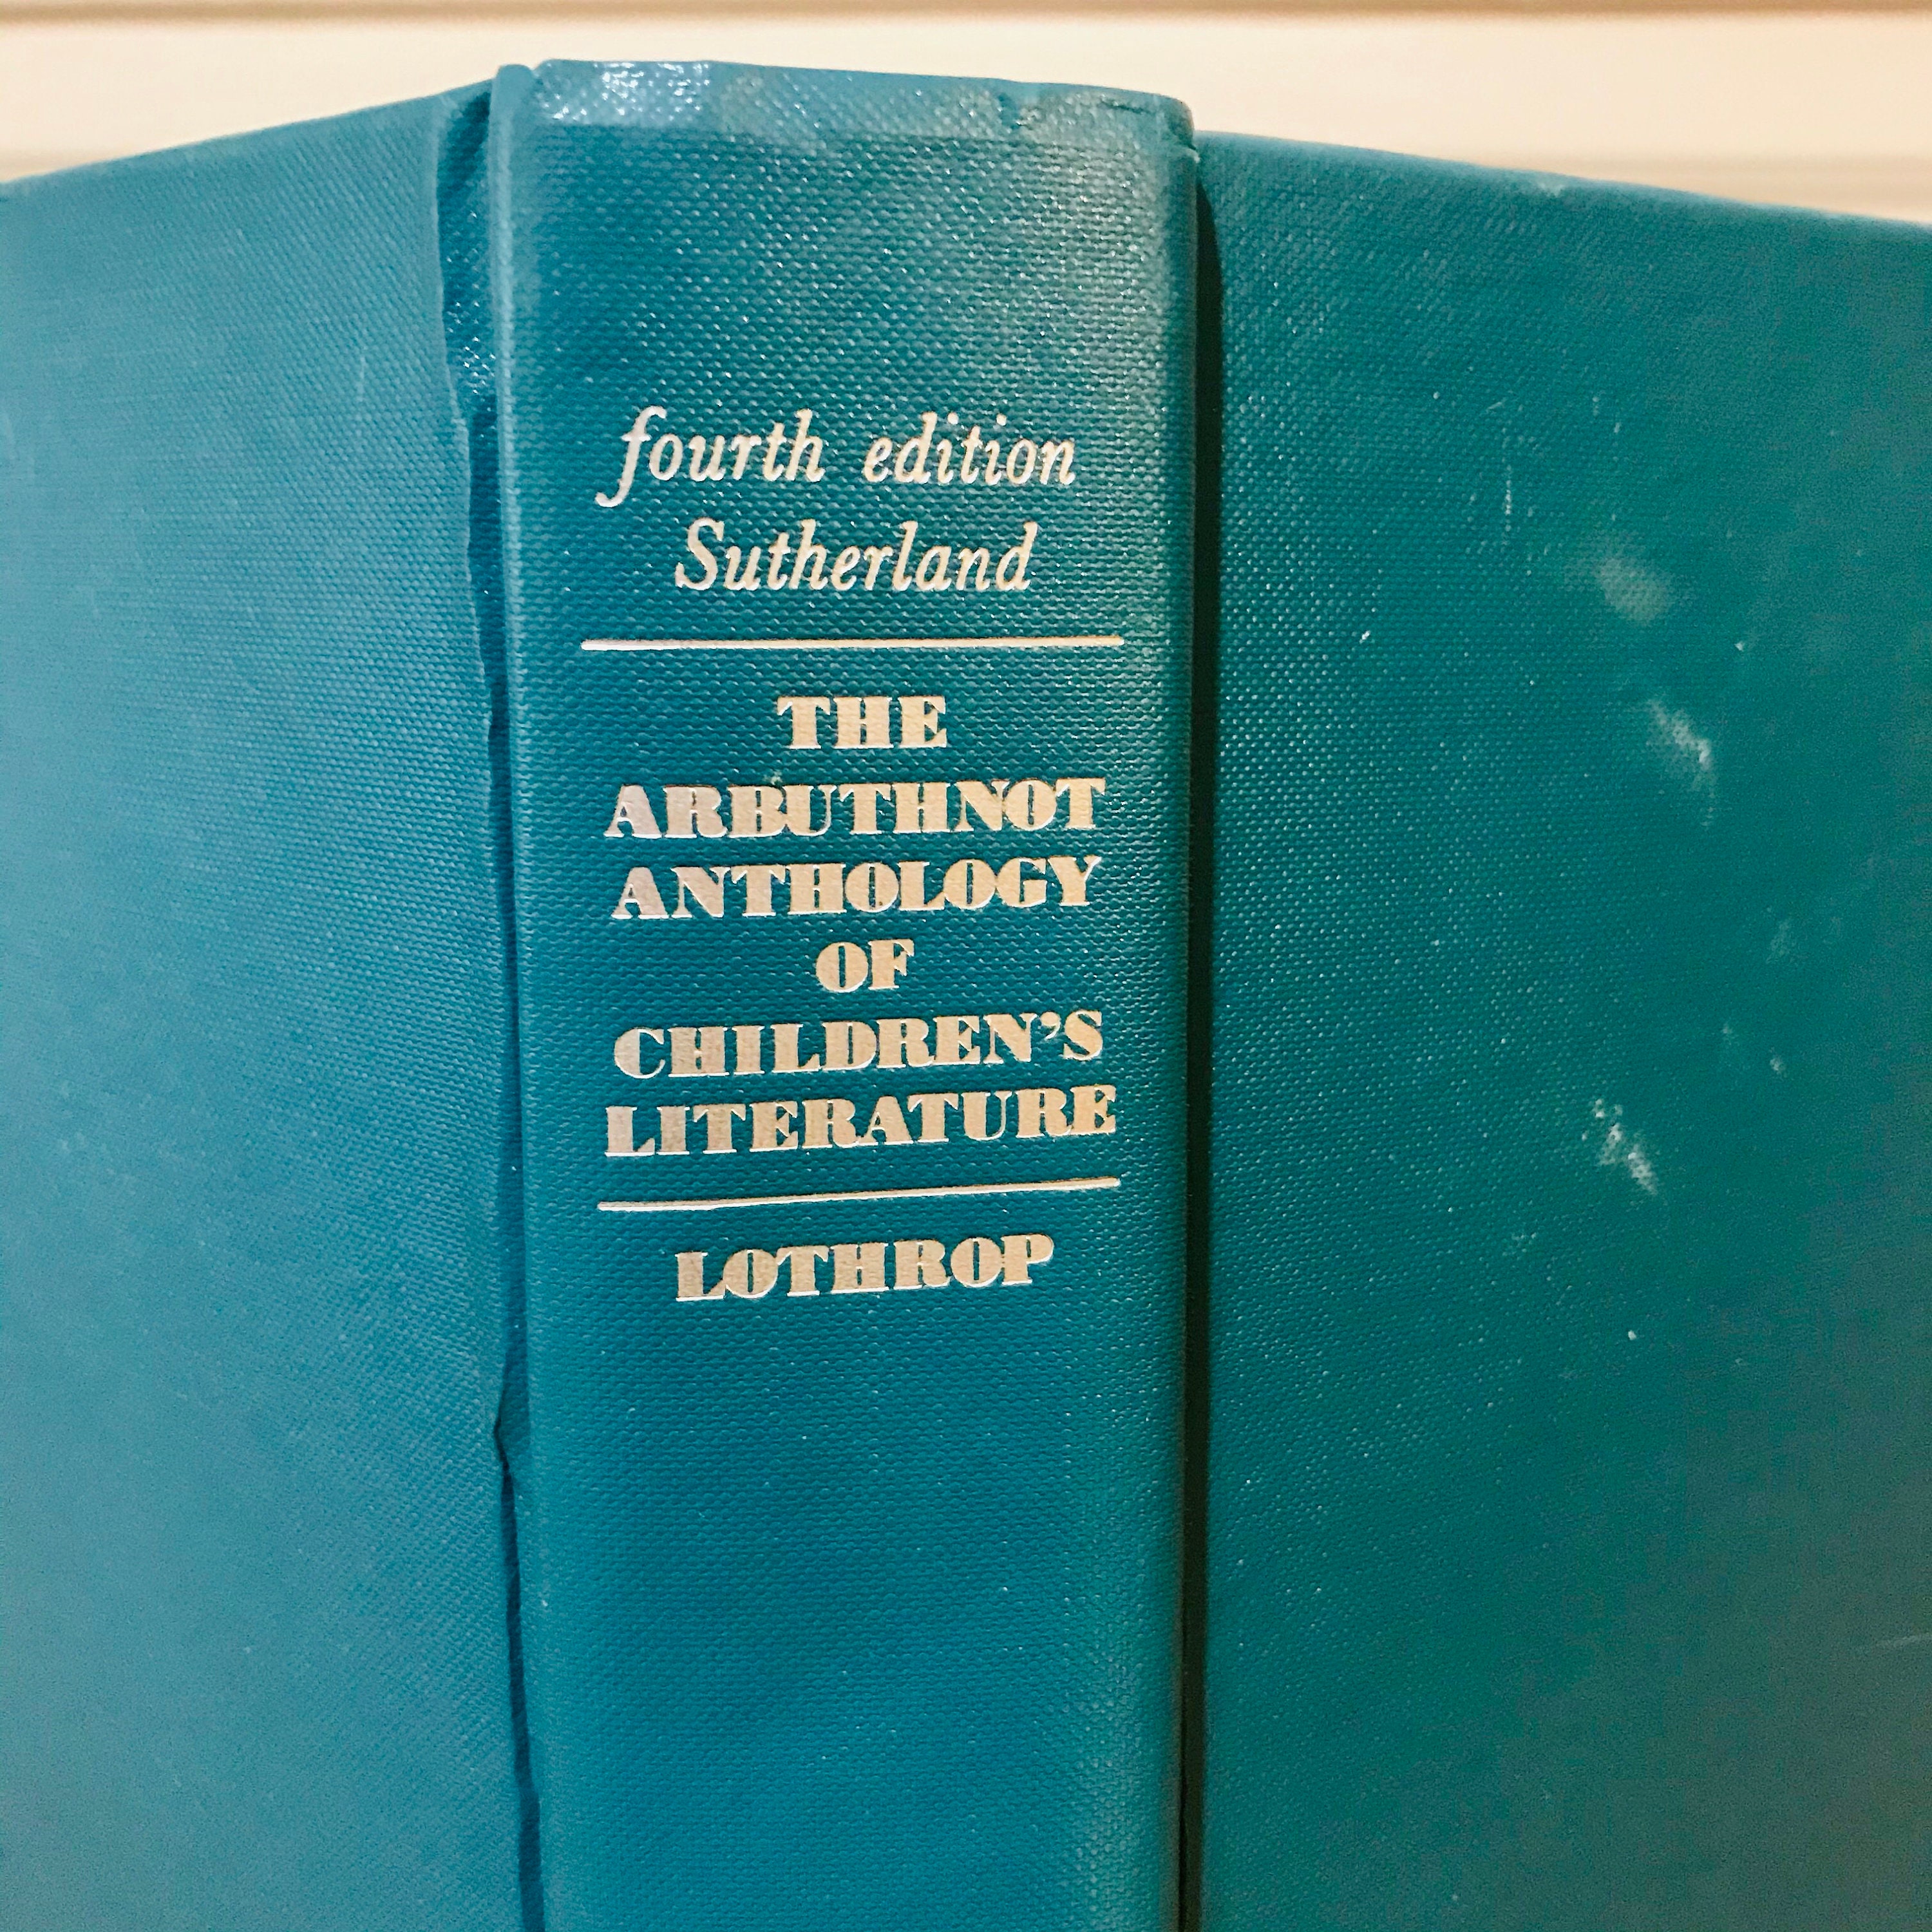 fourth edition
Sutherland
THE
ARBUTHNOT
ANTHOLOGY
OF
CHILDREN'S
LITERATURE
LOTHROP